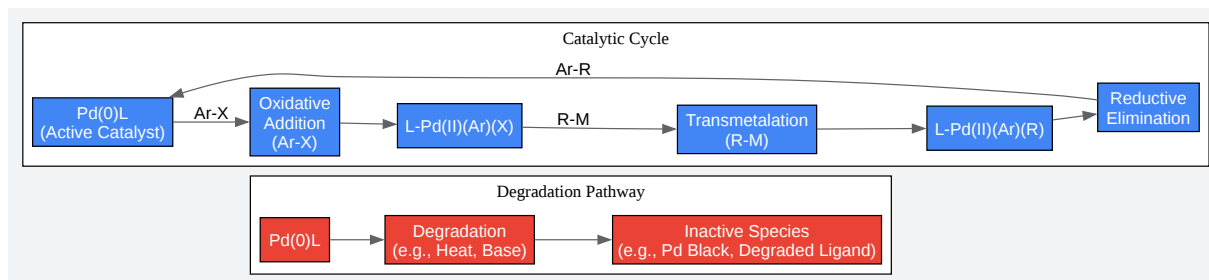 Catalytic Cycle
Ar-R
Pd(0)L
(Active Catalyst)
Ar-X
Oxidative
Addition
(Ar-X)
L-Pd(II)(Ar)(X)
R-M
Transmetalation
(R-M)
L-Pd(II)(Ar)(R)
Reductive
Elimination
Degradation Pathway
Pd(0)L
Degradation
(e.g., Heat, Base)
Inactive Species
(e.g., Pd Black, Degraded Ligand)